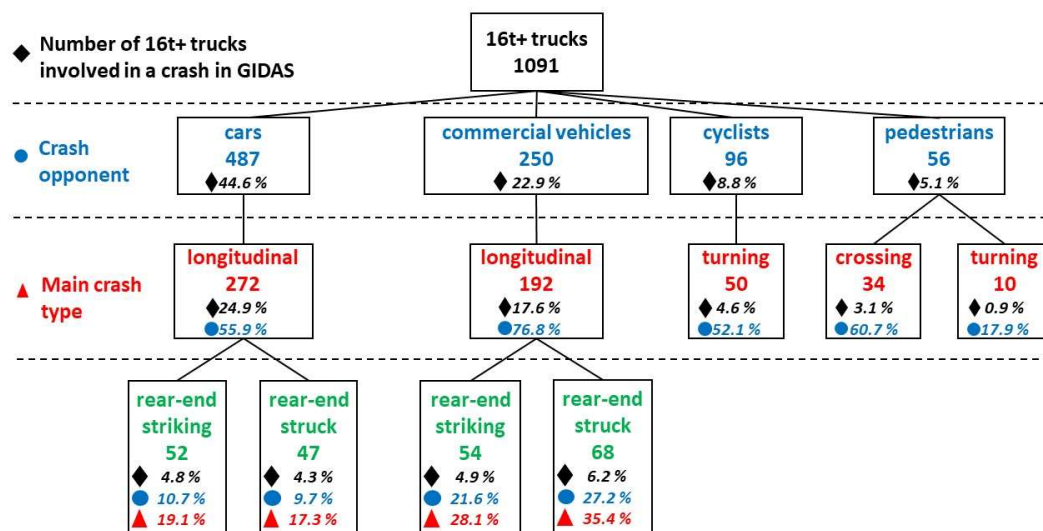 ◆ Number of 16t+ trucks
involved in a crash in GIDAS
16t+ trucks
1091
● Crash
opponent
cars
487
◆44.6 %
commercial vehicles
250
◆ 22.9 %
cyclists
96
◆8.8 %
pedestrians
56
◆5.1 %
▲ Main crash
type
longitudinal
272
◆24.9 %
●55.9 %
longitudinal
192
◆17.6 %
●76.8 %
turning
50
◆ 4.6 %
●52.1 %
crossing
34
◆ 3.1 %
●60.7 %
turning
10
◆ 0.9 %
●17.9 %
rear-end
striking
52
◆ 4.8 %
● 10.7 %
▲ 19.1 %
rear-end
struck
47
◆ 4.3 %
● 9.7 %
▲ 17.3 %
rear-end
striking
54
◆ 4.9 %
● 21.6 %
▲ 28.1 %
rear-end
struck
68
◆ 6.2 %
● 27.2 %
▲ 35.4 %